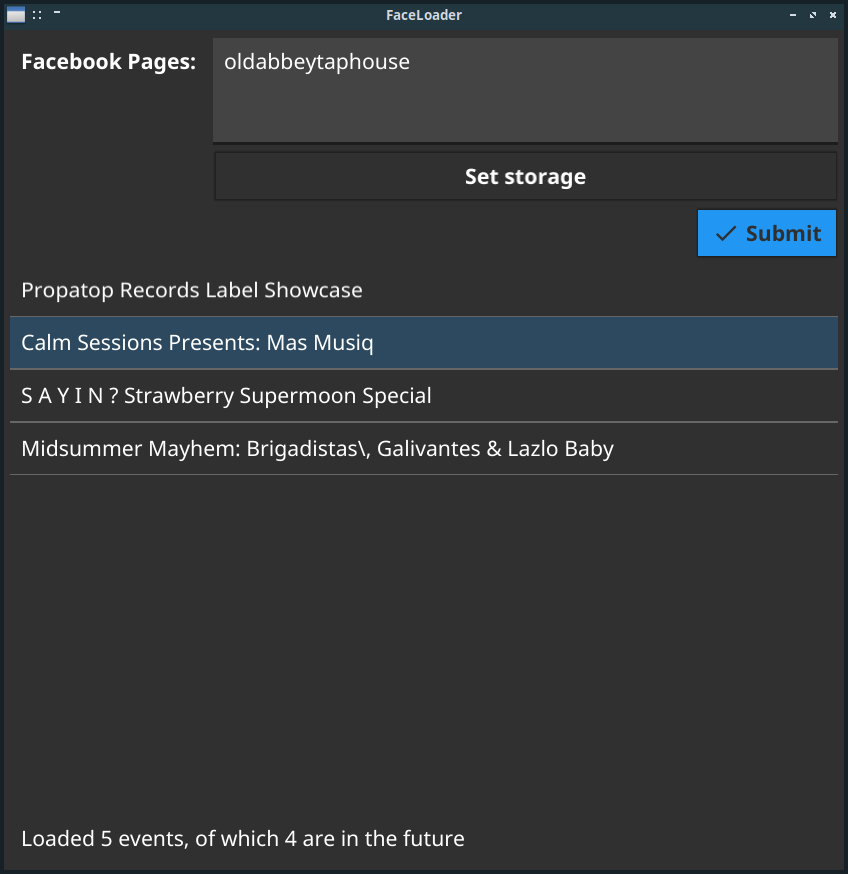 FaceLoader
Facebook Pages:
oldabbeytaphouse
Set storage
Submit
Propatop Records Label Showcase
Calm Sessions Presents: Mas Musiq
S A Y I N ? Strawberry Supermoon Special
Midsummer Mayhem: Brigadistas\, Galivantes & Lazlo Baby
Loaded 5 events, of which 4 are in the future